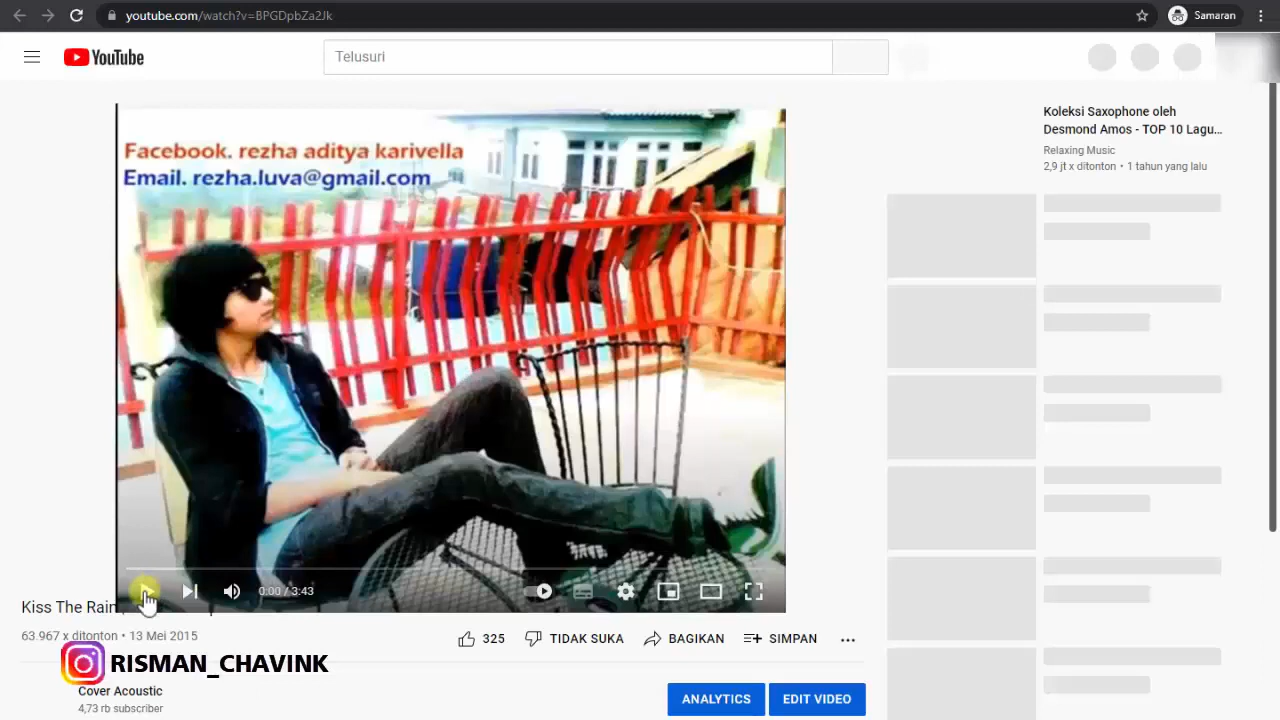 youtube.com/watch?v=BPGDpbZa2Jk
Samaran
YouTube
Telusuri
Facebook. rezha aditya karivella
Email. rezha.luva@gmail.com
Koleksi Saxophone oleh
Desmond Amos - TOP 10 Lagu...
Relaxing Music
2,9 jt x ditonton • 1 tahun yang lalu
0:00 / 3:43
Kiss The Rain
63.967 x ditonton • 13 Mei 2015
325
TIDAK SUKA
BAGIKAN
SIMPAN
RISMAN_CHAVINK
Cover Acoustic
4,73 rb subscriber
ANALYTICS
EDIT VIDEO